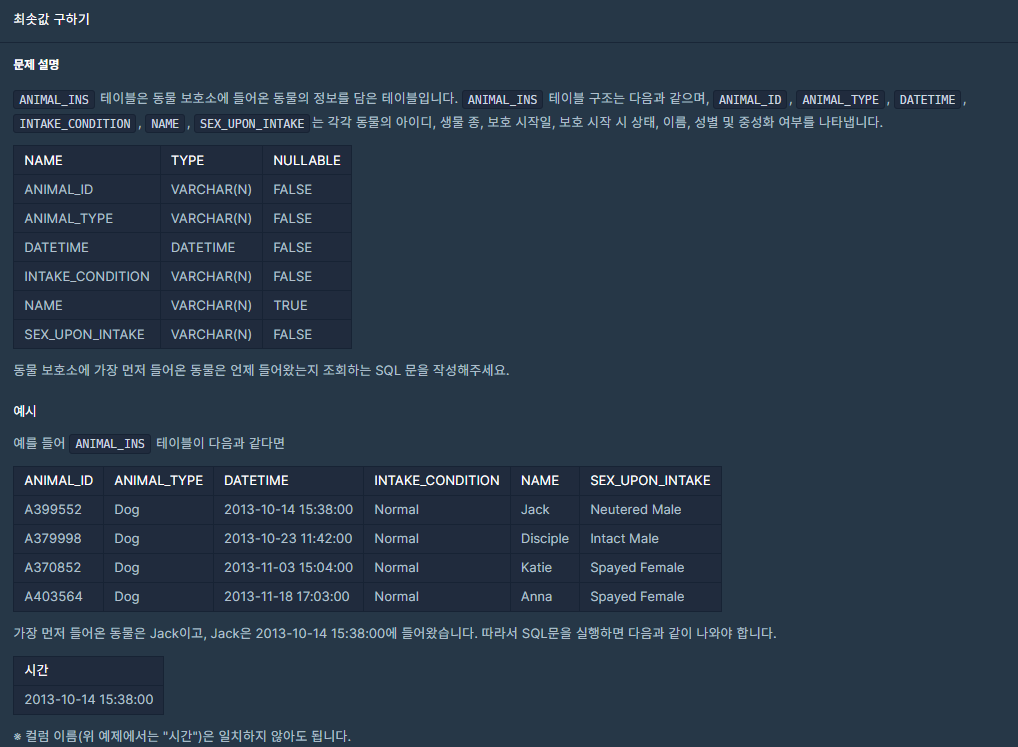 최솟값 구하기
문제 설명
ANIMAL_INS 테이블은 동물 보호소에 들어온 동물의 정보를 담은 테이블입니다. ANIMAL_INS 테이블 구조는 다음과 같으며, ANIMAL_ID , ANIMAL_TYPE , DATETIME ,
INTAKE_CONDITION , NAME , SEX_UPON_INTAKE 는 각각 동물의 아이디, 생물 종, 보호 시작일, 보호 시작 시 상태, 이름, 성별 및 중성화 여부를 나타냅니다.
NAME TYPE NULLABLE
ANIMAL_ID VARCHAR(N) FALSE
ANIMAL_TYPE VARCHAR(N) FALSE
DATETIME DATETIME FALSE
INTAKE_CONDITION VARCHAR(N) FALSE
NAME VARCHAR(N) TRUE
SEX_UPON_INTAKE VARCHAR(N) FALSE
동물 보호소에 가장 먼저 들어온 동물은 언제 들어왔는지 조회하는 SQL 문을 작성해주세요.
예시
예를 들어 ANIMAL_INS 테이블이 다음과 같다면
ANIMAL_ID ANIMAL_TYPE DATETIME INTAKE_CONDITION NAME SEX_UPON_INTAKE
A399552 Dog 2013-10-14 15:38:00 Normal Jack Neutered Male
A379998 Dog 2013-10-23 11:42:00 Normal Disciple Intact Male
A370852 Dog 2013-11-03 15:04:00 Normal Katie Spayed Female
A403564 Dog 2013-11-18 17:03:00 Normal Anna Spayed Female
가장 먼저 들어온 동물은 Jack이고, Jack은 2013-10-14 15:38:00에 들어왔습니다. 따라서 SQL문을 실행하면 다음과 같이 나와야 합니다.
시간
2013-10-14 15:38:00
※ 컬럼 이름(위 예제에서는 "시간")은 일치하지 않아도 됩니다.